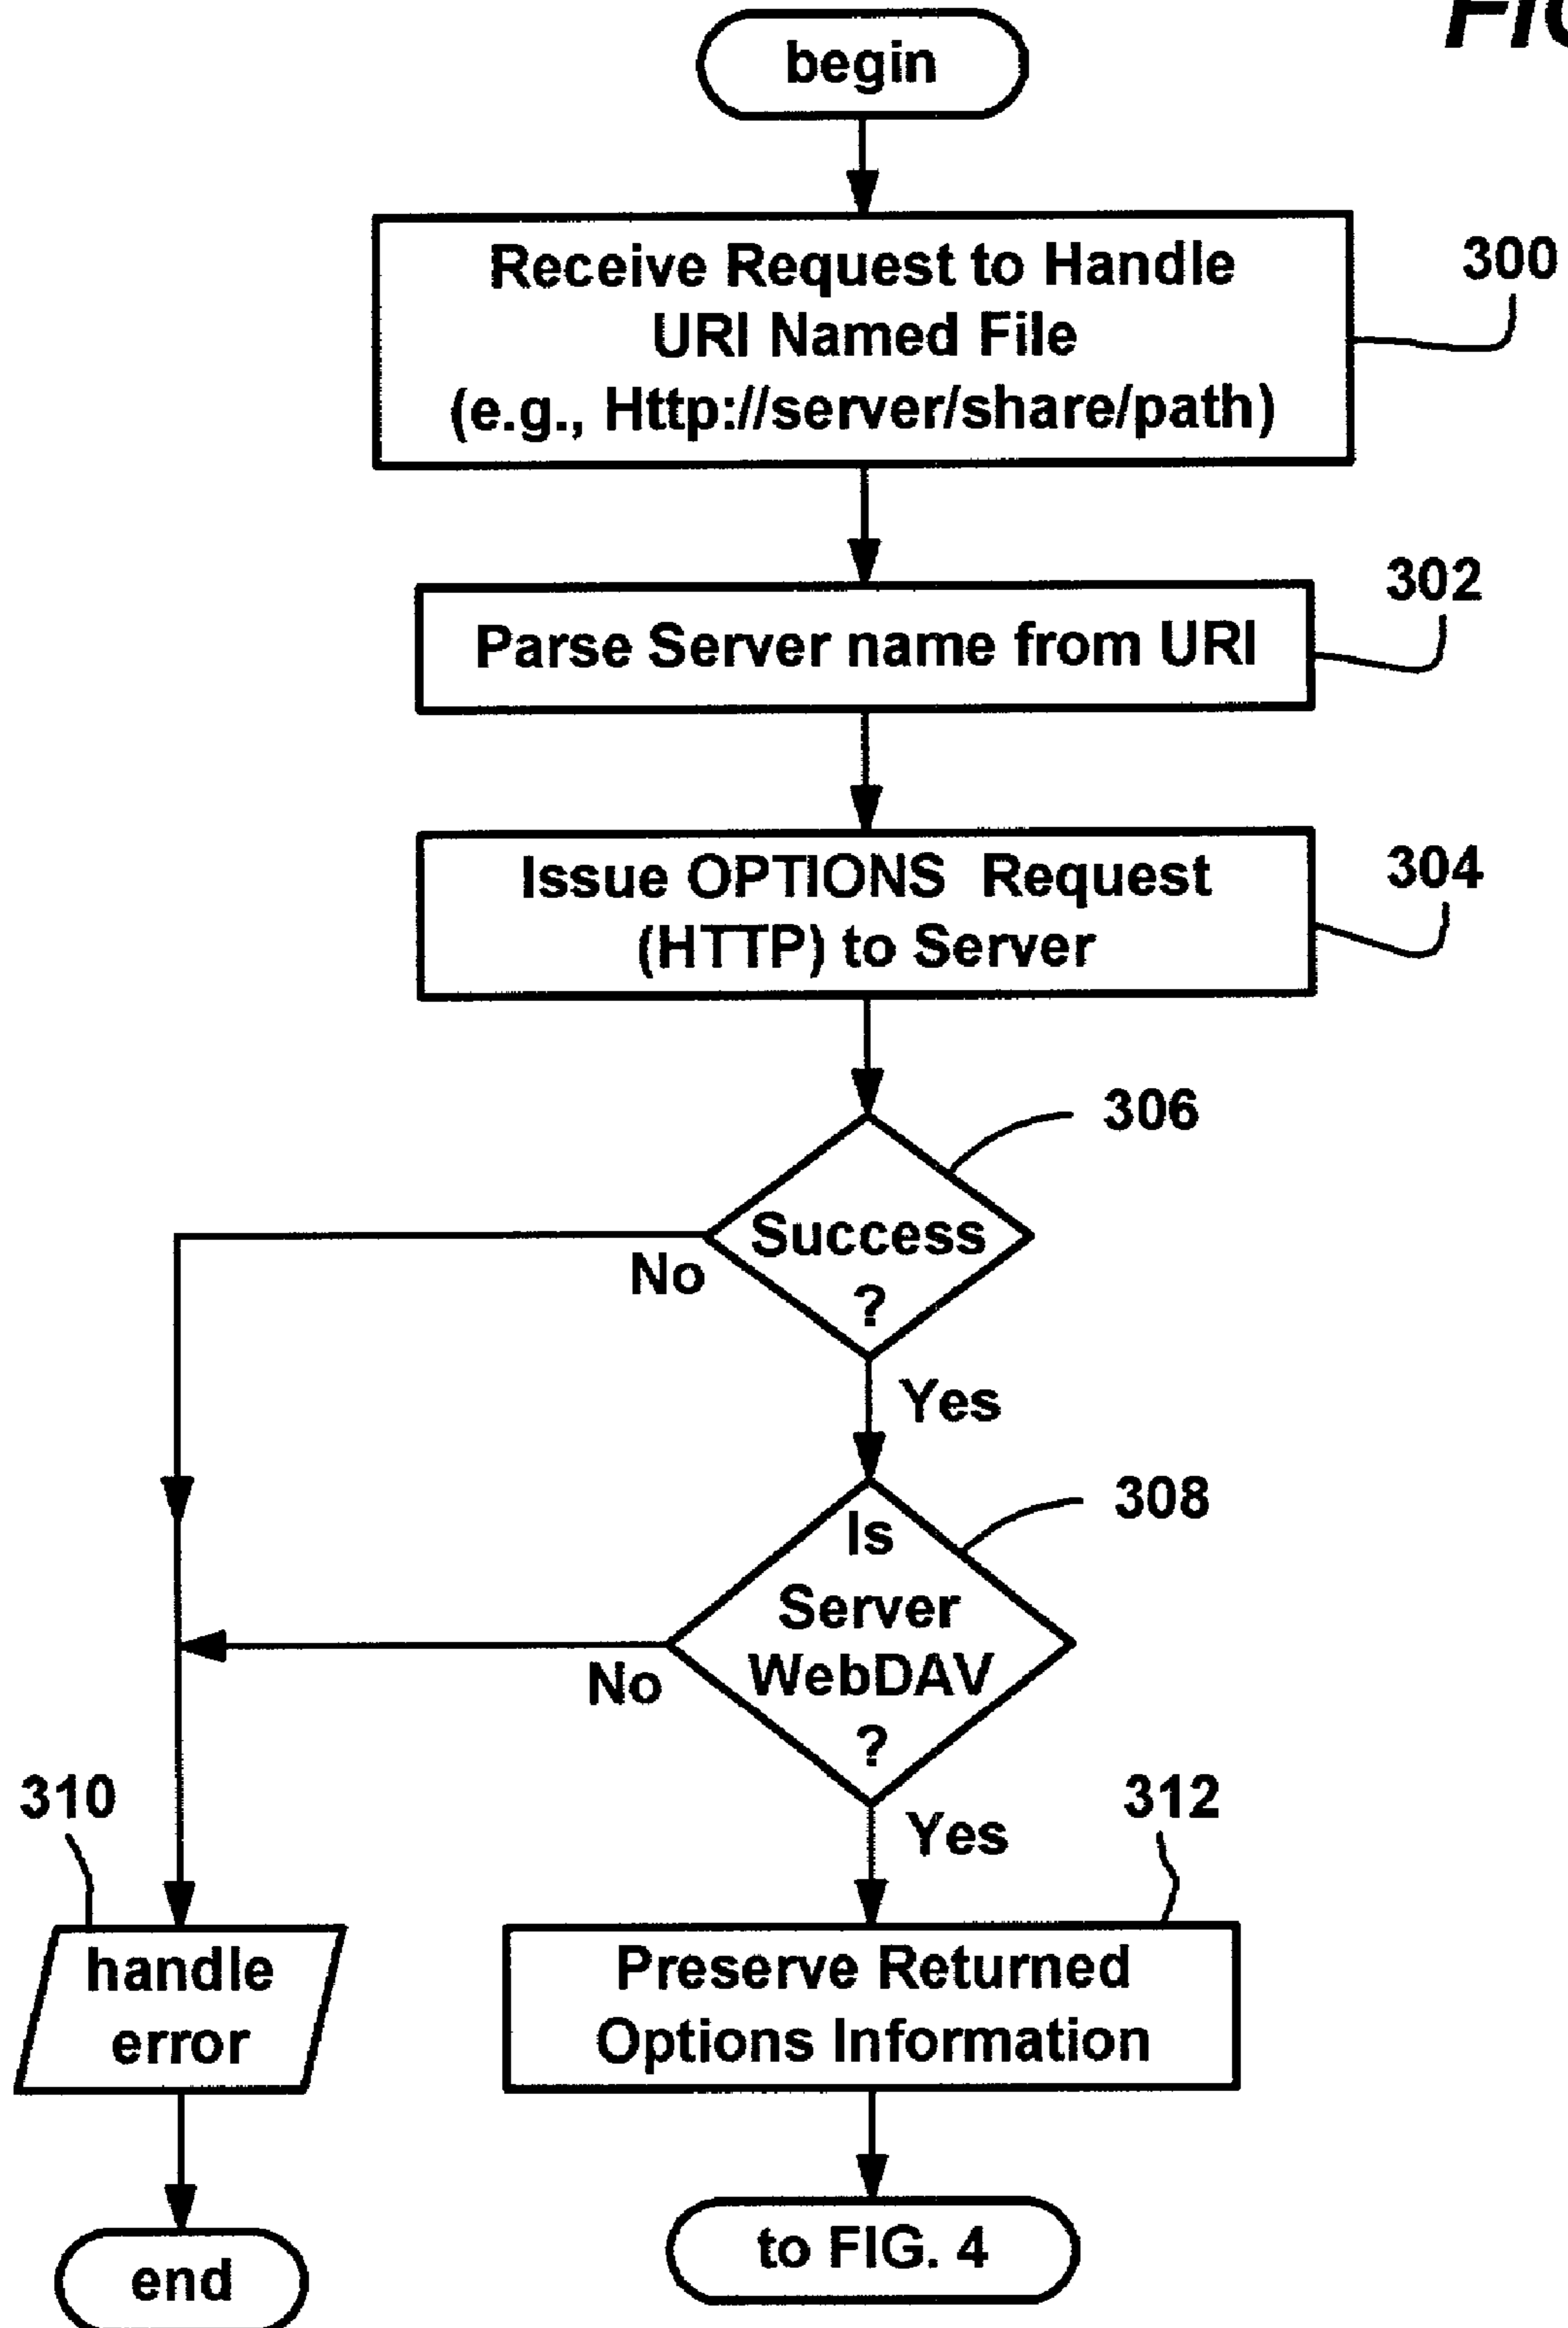 begin
Receive Request to Handle
URI Named File
(e.g., Http://server/share/path)
300
Parse Server name from URI
302
Issue OPTIONS Request
(HTTP) to Server
304
306
Success
?
No
Yes
308
Is
Server
WebDAV
?
No
Yes
310
312
handle
error
Preserve Returned
Options Information
end
to FIG. 4